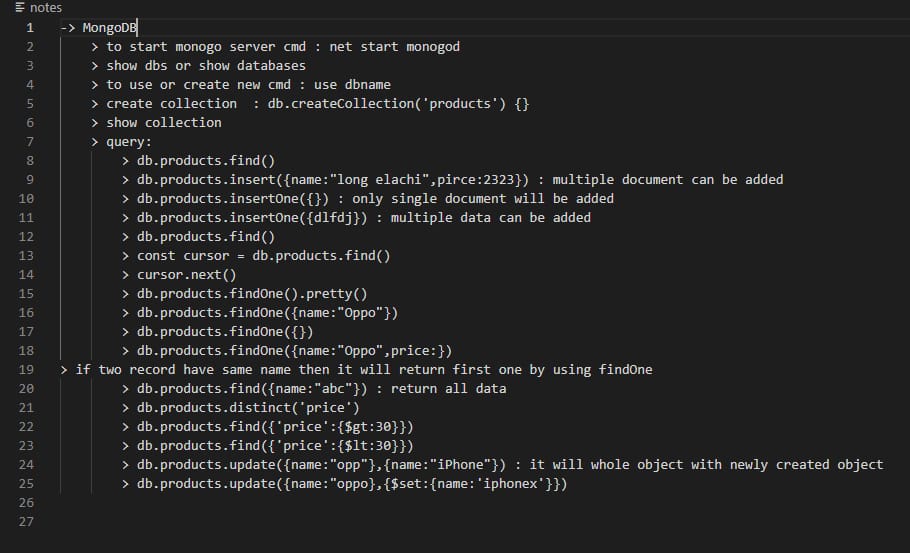 notes
1 -> MongoDB
2 > to start monogo server cmd : net start monogod
3 > show dbs or show databases
4 > to use or create new cmd : use dbname
5 > create collection  : db.createCollection('products') {}
6 > show collection
7 > query:
8 > db.products.find()
9 > db.products.insert({name:"long elachi",pirce:2323}) : multiple document can be added
10 > db.products.insertOne({}) : only single document will be added
11 > db.products.insertOne({dlfdj}) : multiple data can be added
12 > db.products.find()
13 > const cursor = db.products.find()
14 > cursor.next()
15 > db.products.findOne().pretty()
16 > db.products.findOne({name:"Oppo"})
17 > db.products.findOne({})
18 > db.products.findOne({name:"Oppo",price:})
19 > if two record have same name then it will return first one by using findOne
20 > db.products.find({name:"abc"}) : return all data
21 > db.products.distinct('price')
22 > db.products.find({'price':{$gt:30}})
23 > db.products.find({'price':{$lt:30}})
24 > db.products.update({name:"opp"},{name:"iPhone"}) : it will whole object with newly created object
25 > db.products.update({name:"oppo},{$set:{name:'iphonex'}})
26
27